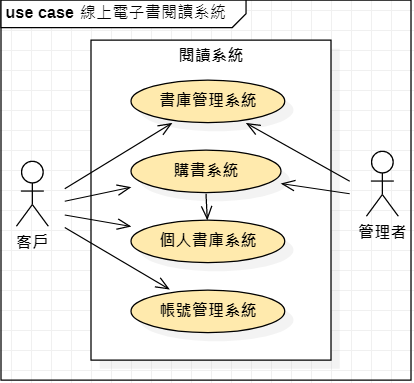 use case 線上電子書閱讀系統
閱讀系統
書庫管理系統
購書系統
個人書庫系統
帳號管理系統
客戶
管理者